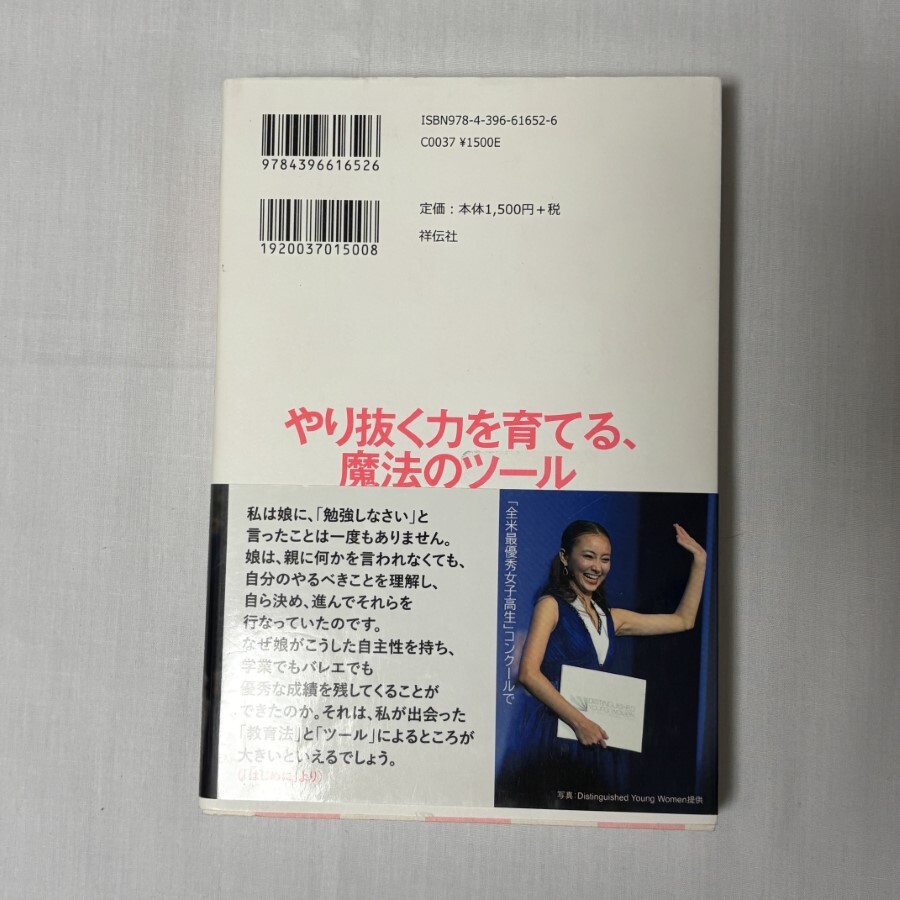 ISBN978-4-396-61652-6
C0037 ¥1500E
9784396616526
定価：本体1,500円＋税
祥伝社
1920037015008
やり抜く力を育てる、
魔法のツール
私は娘に、「勉強しなさい」と
言ったことは一度もありません。
娘は、親に何かを言われなくても、
自分のやるべきことを理解し、
自ら決め、進んでそれらを
行なっていたのです。
なぜ娘がこうした自主性を持ち、
学業でもバレエでも
優秀な成績を残してくることが
できたのか。それは、私が出会った
「教育法」と「ツール」によるところが
大きいといえるでしょう。
（「はじめに」より）
「全米最優秀女子高生」コンクールで
DISTINGUISHED
YOUNG WOMEN
写真：Distinguished Young Women提供